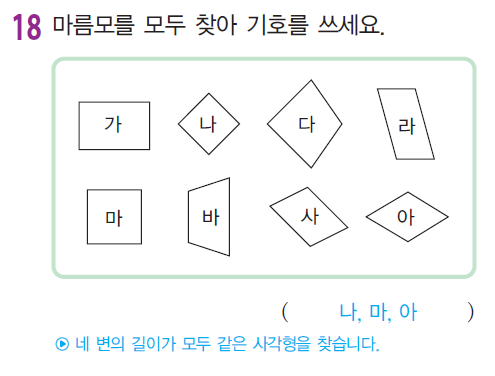 18 마름모를 모두 찾아 기호를 쓰세요.
가 나 다 라
마 바 사 아
( 나, 마, 아 )
네 변의 길이가 모두 같은 사각형을 찾습니다.